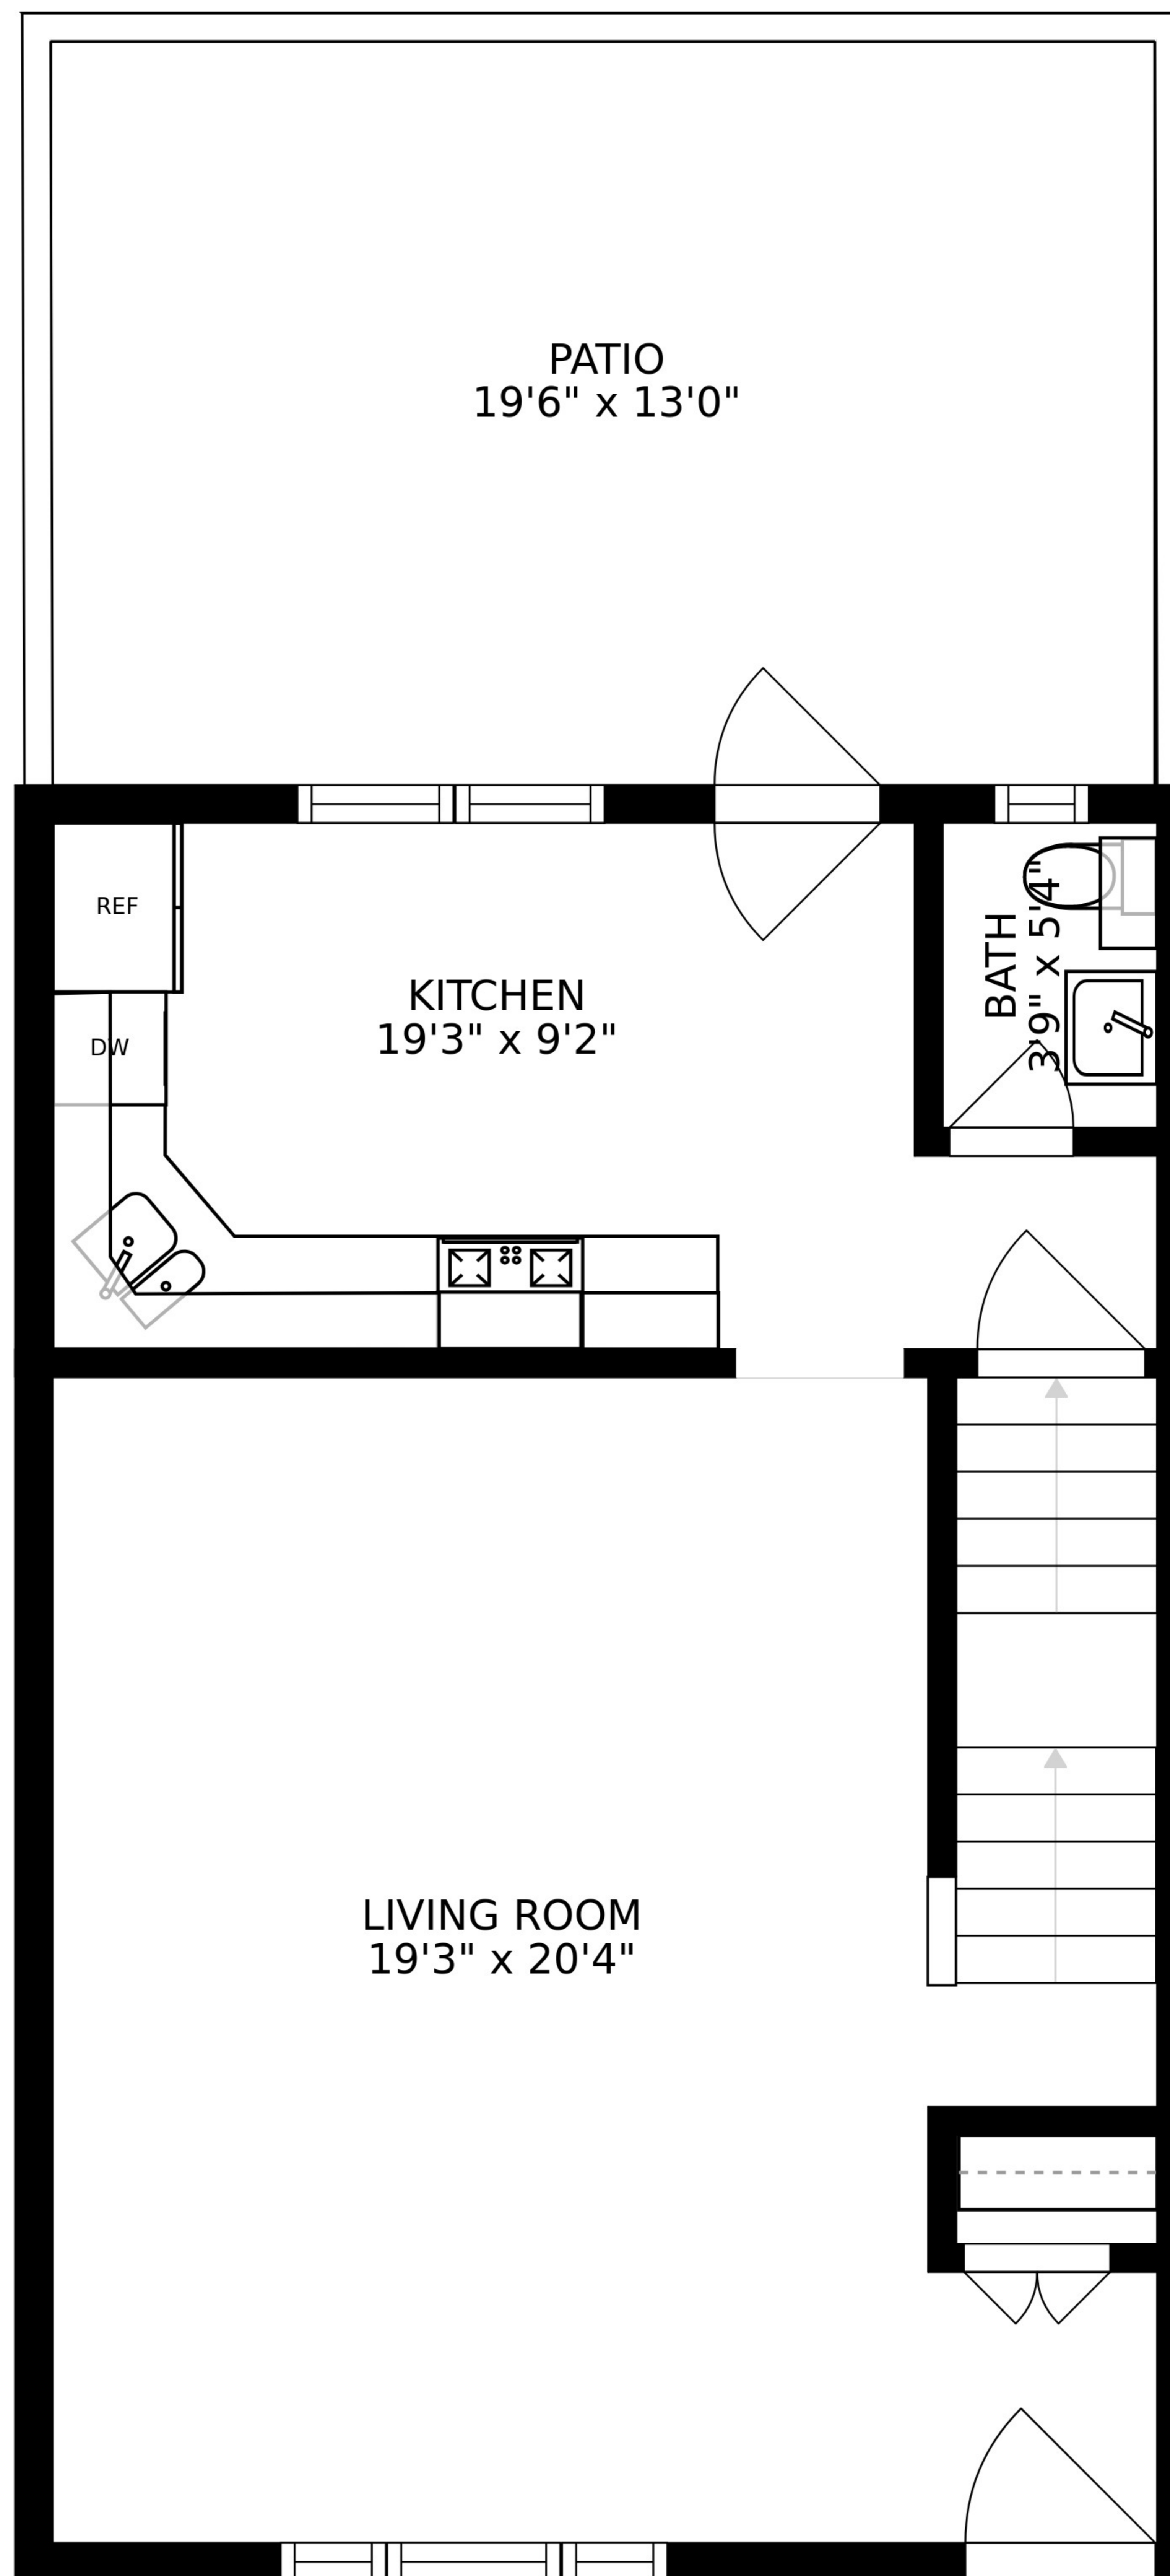 PATIO
19'6" x 13'0"
REF
KITCHEN
19'3" x 9'2"
DW
BATH
3'9" x 5'4"
LIVING ROOM
19'3" x 20'4"